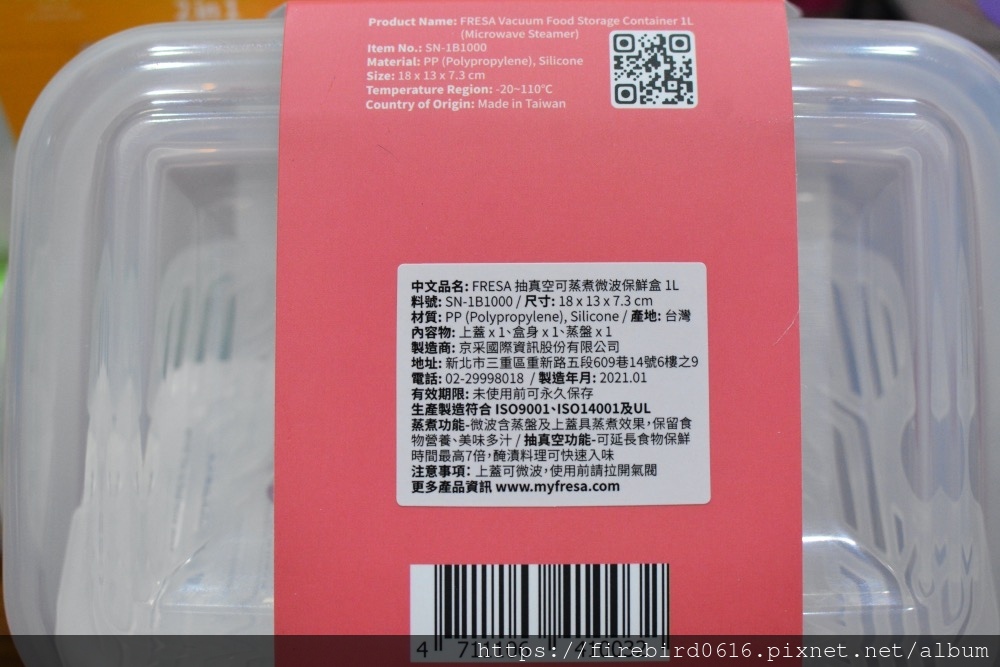 2 in 1
Product Name: FRESA Vacuum Food Storage Container 1L
(Microwave Steamer)
Item No.: SN-1B1000
Material: PP (Polypropylene), Silicone
Size: 18 x 13 x 7.3 cm
Temperature Region: -20~110℃
Country of Origin: Made in Taiwan
中文品名: FRESA 抽真空可蒸煮微波保鮮盒 1L
料號: SN-1B1000 / 尺寸: 18 x 13 x 7.3 cm
材質: PP (Polypropylene), Silicone / 產地: 台灣
內容物: 上蓋 x 1、盒身 x 1、蒸盤 x 1
製造商: 京采國際資訊股份有限公司
地址: 新北市三重區重新路五段609巷14號6樓之9
電話: 02-29998018 / 製造年月: 2021.01
有效期限: 未使用前可永久保存
生產製造符合 ISO9001、ISO14001及UL
蒸煮功能-微波含蒸盤及上蓋具蒸煮效果,保留食
物營養、美味多汁 / 抽真空功能-可延長食物保鮮
時間最高7倍,醃漬料理可快速入味
注意事項: 上蓋可微波,使用前請拉開氣閥
更多產品資訊 www.myfresa.com
https://firebird0616.pixnet.net/album